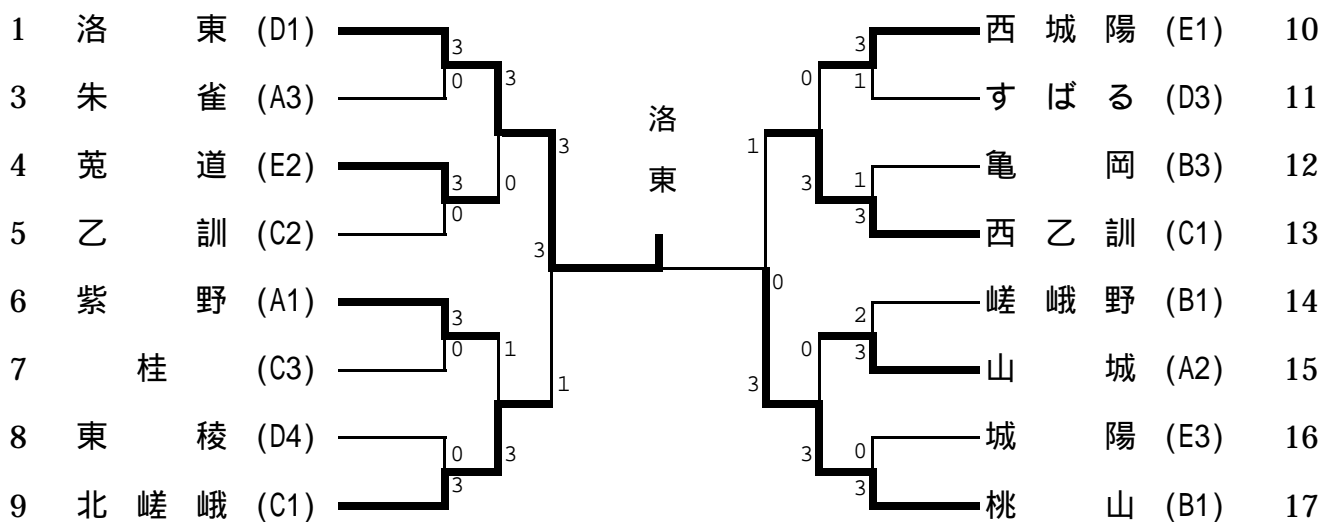 1 洛 東 (D1)
3 朱 雀 (A3)
4 莵 道 (E2)
5 乙 訓 (C2)
6 紫 野 (A1)
7 桂 (C3)
8 東 稜 (D4)
9 北 嵯 峨 (C1)
3
0
3
0
3
0
0
3
3
0
1
3
3
1
3
洛
東
0
3
1
1
3
2
3
0
3
0
3
0
3
1
3
西 城 陽 (E1) 10
す ば る (D3) 11
亀 岡 (B3) 12
西 乙 訓 (C1) 13
嵯 峨 野 (B1) 14
山 城 (A2) 15
城 陽 (E3) 16
桃 山 (B1) 17